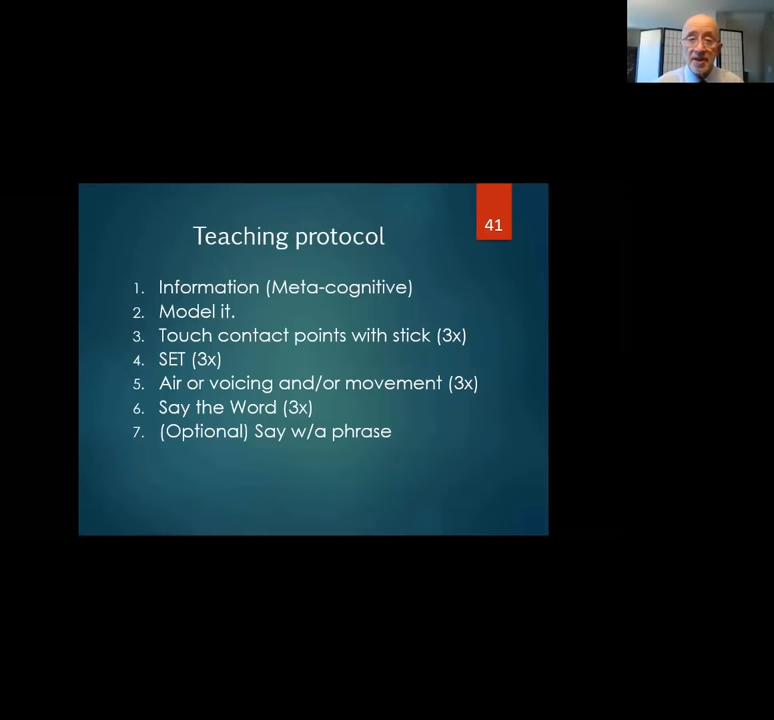 41
Teaching protocol
1. Information (Meta-cognitive)
2. Model it.
3. Touch contact points with stick (3x)
4. SET (3x)
5. Air or voicing and/or movement (3x)
6. Say the Word (3x)
7. (Optional) Say w/a phrase